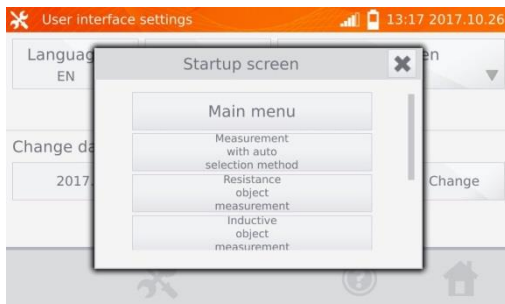 User interface settings
13:17 2017.10.26
Startup screen
Languag
en
EN
Main menu
Measurement
with auto
selection method
Change da
Resistance
object
measurement
2017.
Change
Inductive
object
measurement